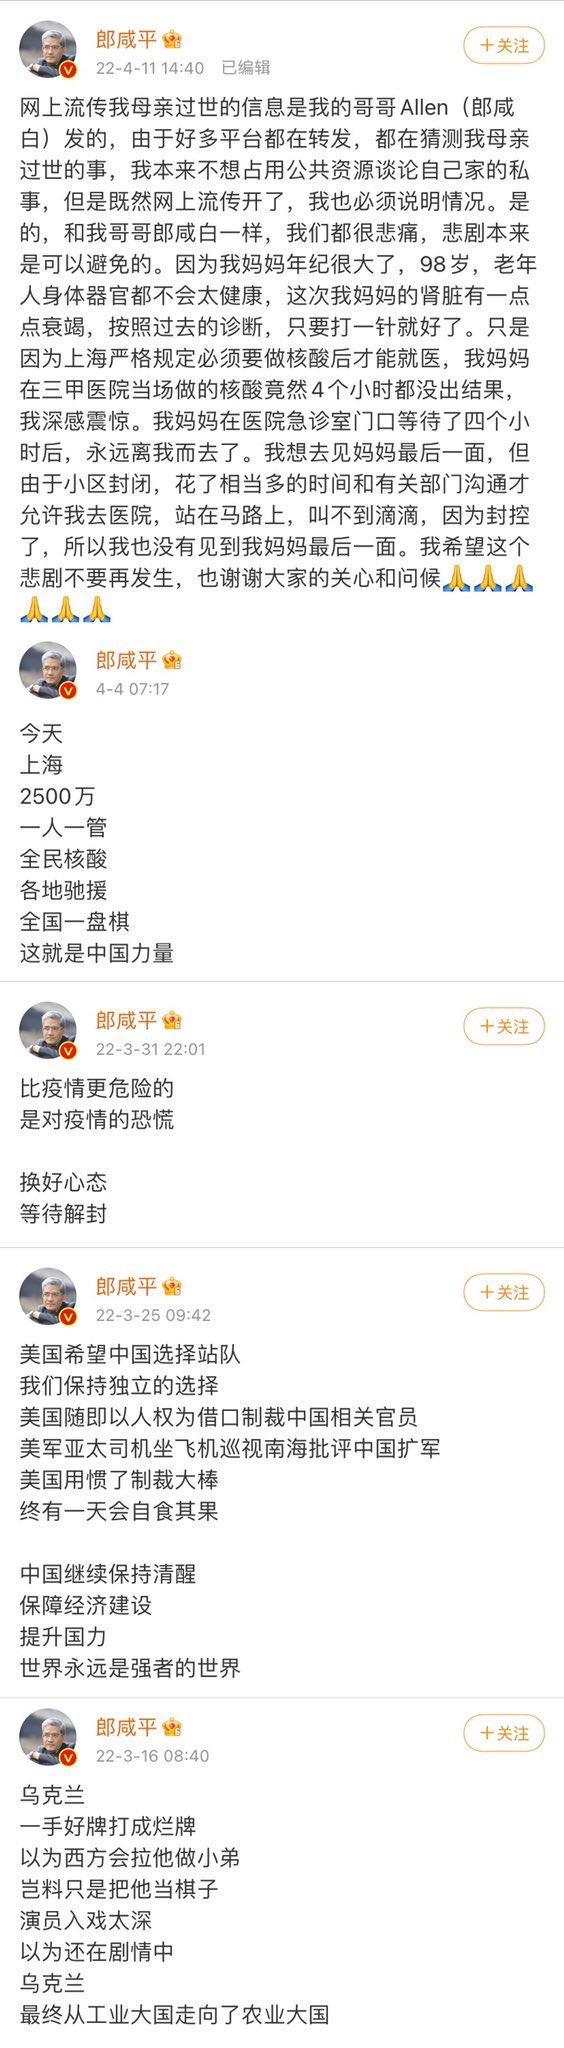 郎咸平
＋关注
22-4-11 14:40 已编辑
网上流传我母亲过世的信息是我的哥哥Allen（郎咸
白）发的，由于好多平台都在转发，都在猜测我母亲
过世的事，我本来不想占用公共资源谈论自己家的私
事，但是既然网上流传开了，我也必须说明情况。是
的，和我哥哥郎咸白一样，我们都很悲痛，悲剧本来
是可以避免的。因为我妈妈年纪很大了，98岁，老年
人身体器官都不会太健康，这次我妈妈的肾脏有一点
点衰竭，按照过去的诊断，只要打一针就好了。只是
因为上海严格规定必须要做核酸后才能就医，我妈妈
在三甲医院当场做的核酸竟然4个小时都没出结果，
我深感震惊。我妈妈在医院急诊室门口等待了四个小
时后，永远离我而去了。我想去见妈妈最后一面，但
由于小区封闭，花了相当多的时间和有关部门沟通才
允许我去医院，站在马路上，叫不到滴滴，因为封控
了，所以我也没有见到我妈妈最后一面。我希望这个
悲剧不要再发生，也谢谢大家的关心和问候🙏🙏🙏
🙏🙏🙏
郎咸平
4-4 07:17
今天
上海
2500万
一人一管
全民核酸
各地驰援
全国一盘棋
这就是中国力量
郎咸平
＋关注
22-3-31 22:01
比疫情更危险的
是对疫情的恐慌
换好心态
等待解封
郎咸平
＋关注
22-3-25 09:42
美国希望中国选择站队
我们保持独立的选择
美国随即以人权为借口制裁中国相关官员
美军亚太司机坐飞机巡视南海批评中国扩军
美国用惯了制裁大棒
终有一天会自食其果
中国继续保持清醒
保障经济建设
提升国力
世界永远是强者的世界
郎咸平
＋关注
22-3-16 08:40
乌克兰
一手好牌打成烂牌
以为西方会拉他做小弟
岂料只是把他当棋子
演员入戏太深
以为还在剧情中
乌克兰
最终从工业大国走向了农业大国